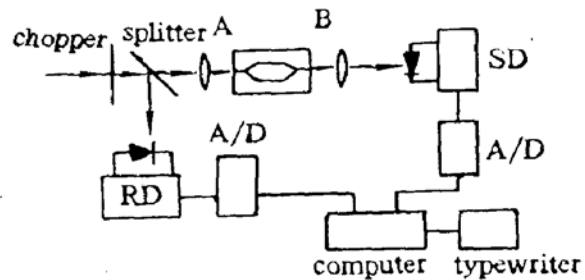 chopper
splitter
A
B
SD
A/D
A/D
RD
computer
typewriter